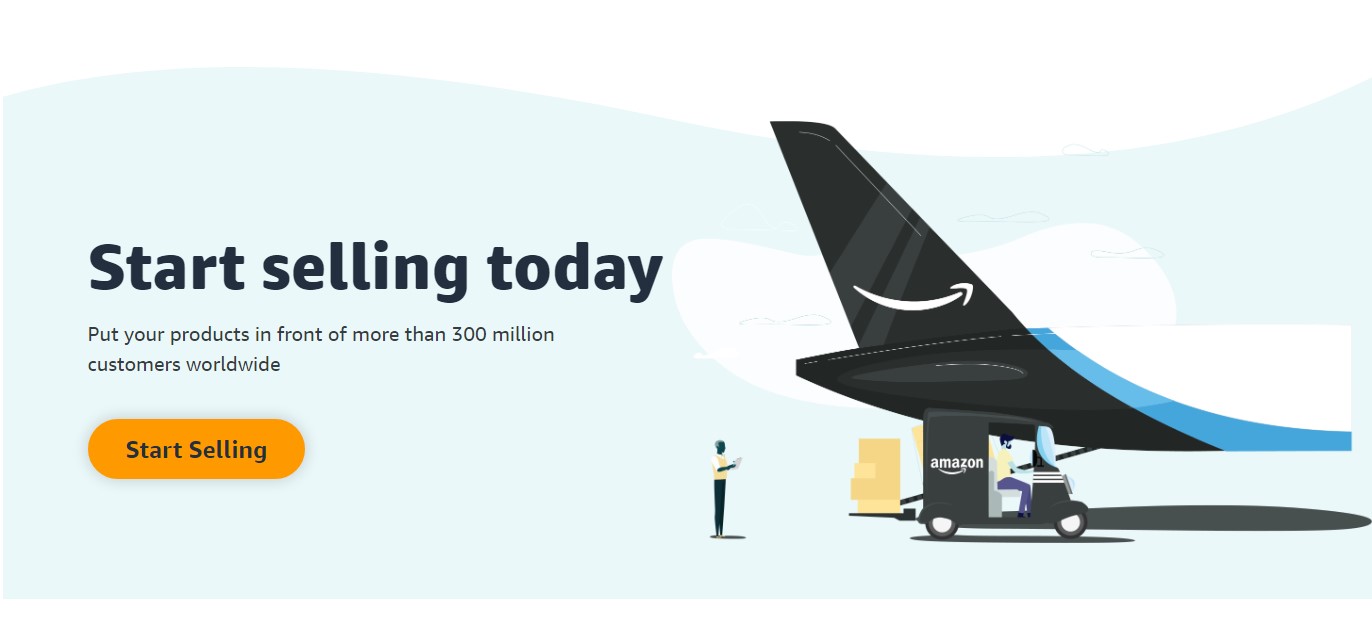 Start selling today
Put your products in front of more than 300 million
customers worldwide
Start Selling
amazon